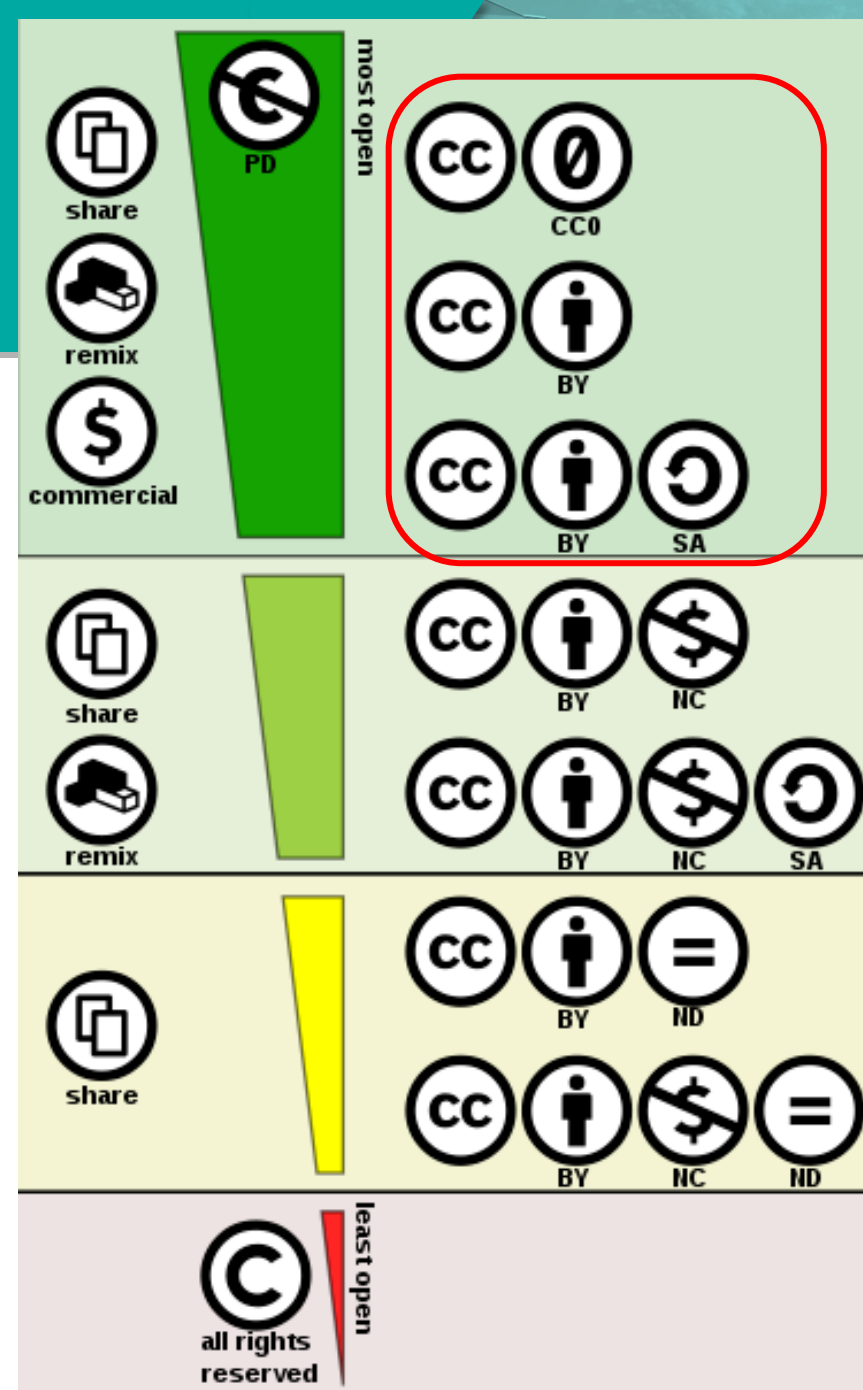 most open
PD
share
cc 0
CC0
remix
cc
BY
$
commercial
cc
BY SA
share
cc $
BY NC
remix
cc $
BY NC SA
share
cc =
BY ND
cc $ =
BY NC ND
least open
C
all rights
reserved